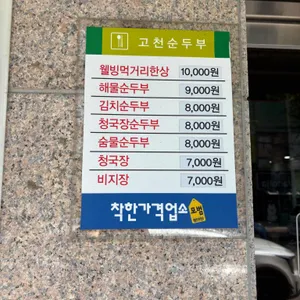 고천순두부
웰빙먹거리한상 10,000원
해물순두부 9,000원
김치순두부 8,000원
청국장순두부 8,000원
숨물순두부 8,000원
청국장 7,000원
비지장 7,000원
착한가격업소 모범